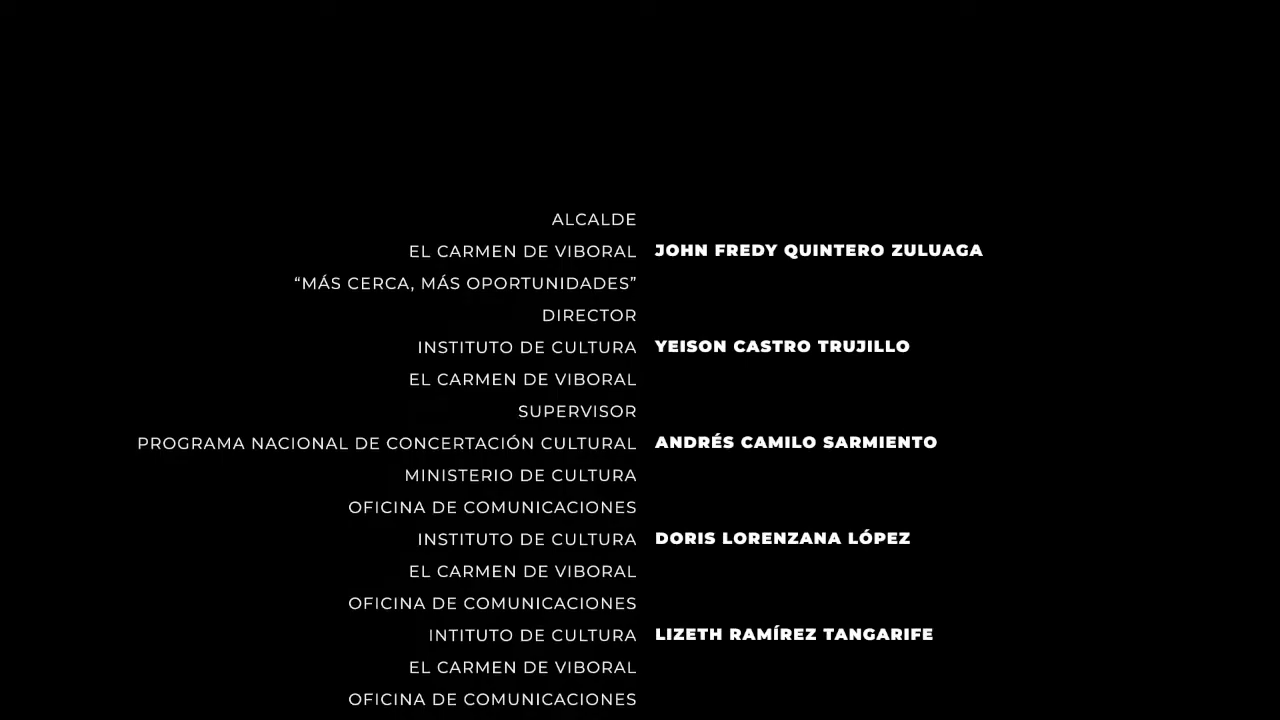 ALCALDE
EL CARMEN DE VIBORAL JOHN FREDY QUINTERO ZULUAGA
“MÁS CERCA, MÁS OPORTUNIDADES”
DIRECTOR
INSTITUTO DE CULTURA YEISON CASTRO TRUJILLO
EL CARMEN DE VIBORAL
SUPERVISOR
PROGRAMA NACIONAL DE CONCERTACIÓN CULTURAL ANDRÉS CAMILO SARMIENTO
MINISTERIO DE CULTURA
OFICINA DE COMUNICACIONES
INSTITUTO DE CULTURA DORIS LORENZANA LÓPEZ
EL CARMEN DE VIBORAL
OFICINA DE COMUNICACIONES
INTITUTO DE CULTURA LIZETH RAMÍREZ TANGARIFE
EL CARMEN DE VIBORAL
OFICINA DE COMUNICACIONES